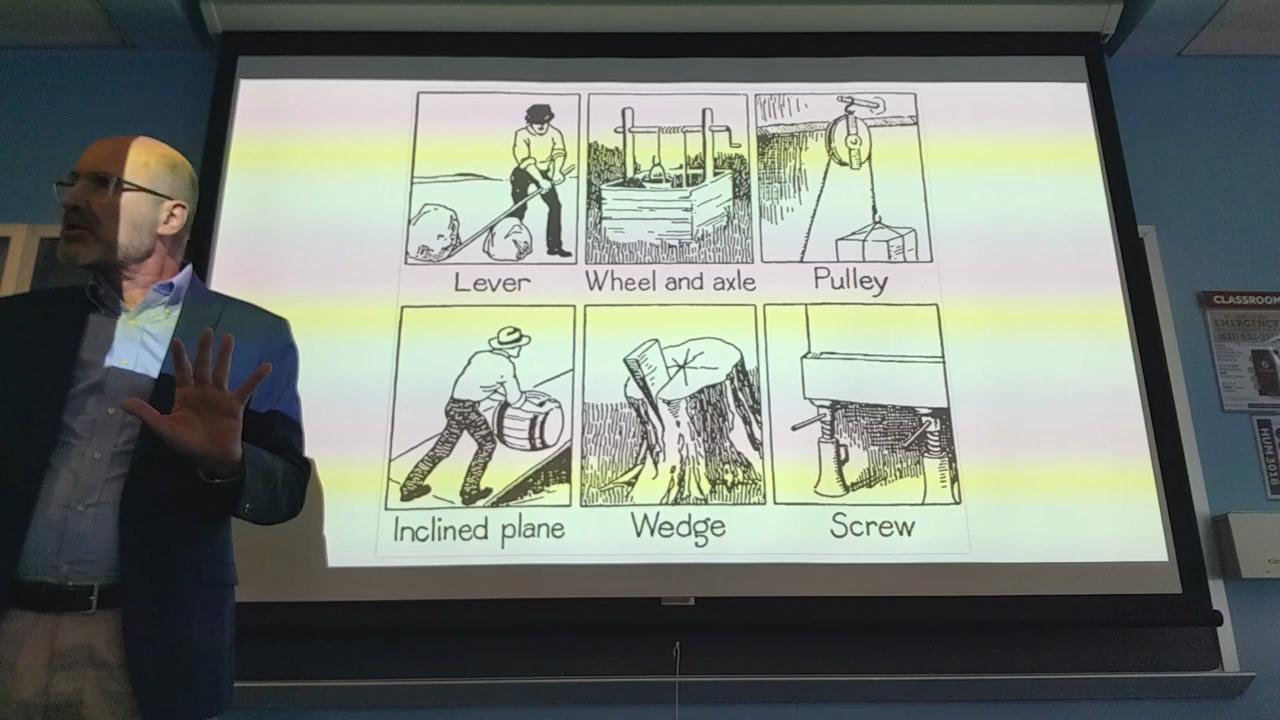 Lever
Wheel and axle
Pulley
Inclined plane
Wedge
Screw
CLASSROOM
EMERGENCY